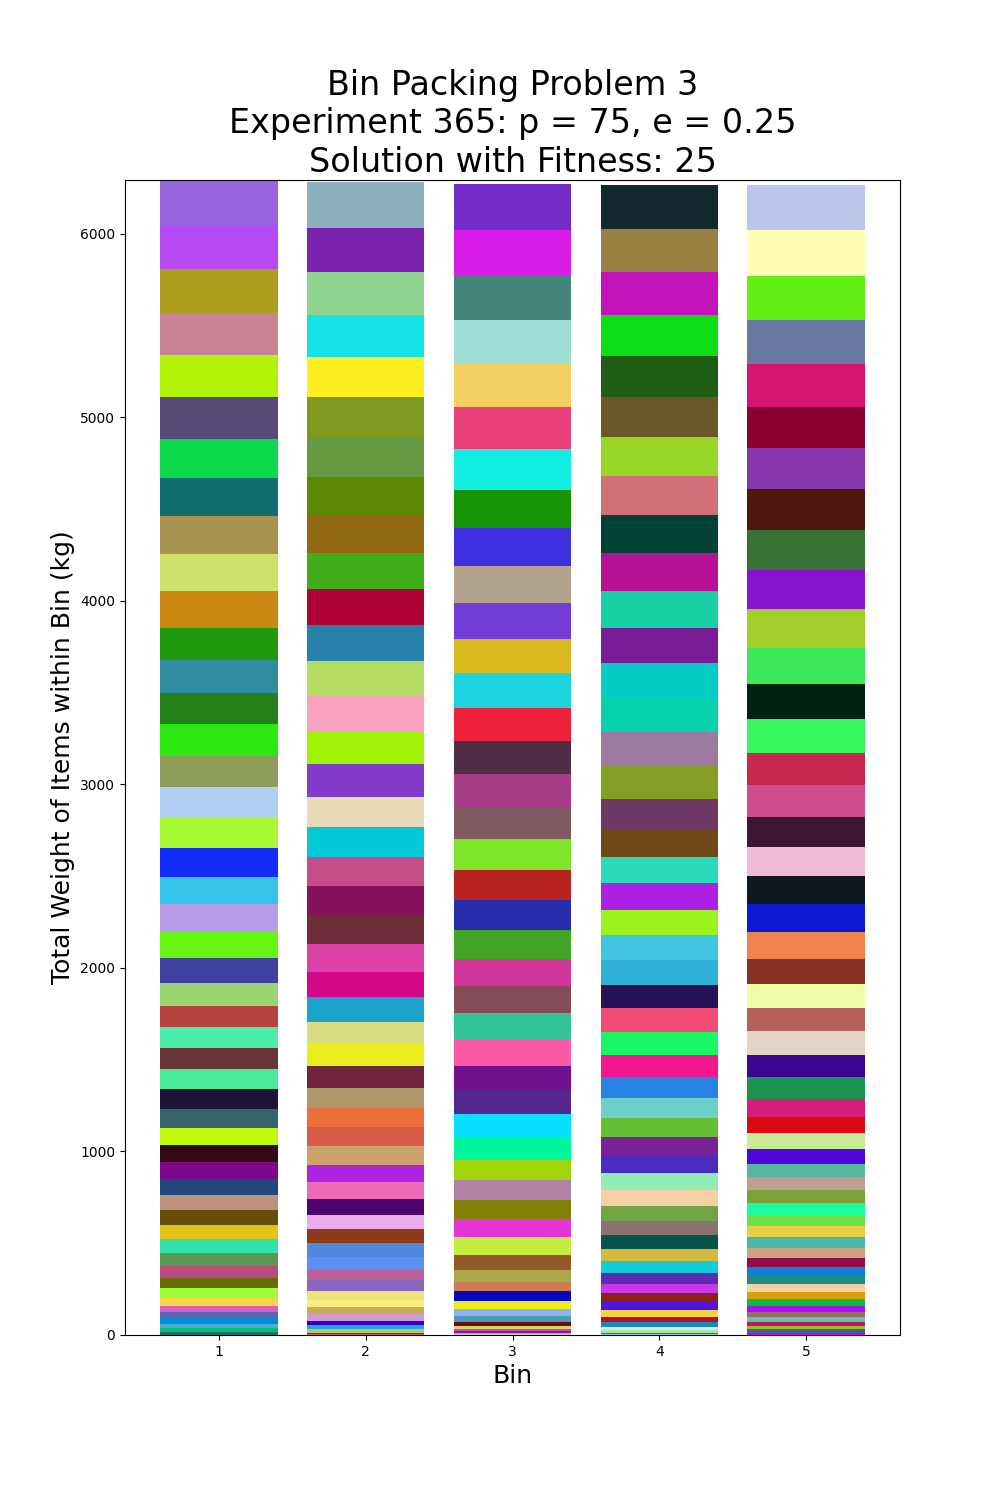 Bin Packing Problem 3
Experiment 365: p = 75, e = 0.25
Solution with Fitness: 25
Total Weight of Items within Bin (kg)
6000
5000
4000
3000
2000
1000
0
1 2 3 4 5
Bin